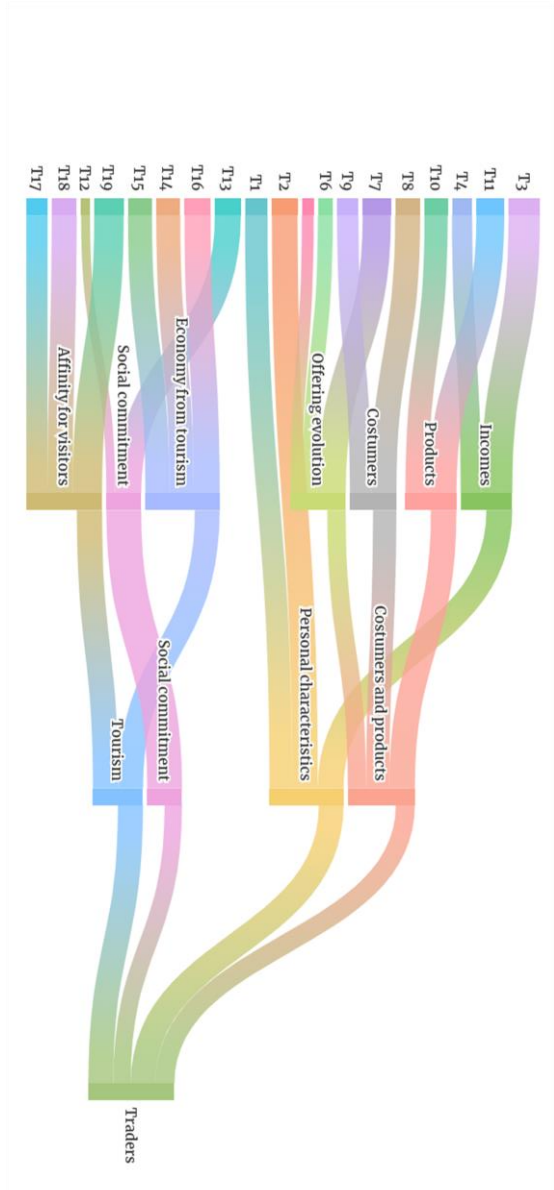 T3
T11
T4
T10
T8
T7
T9
T6
T2
T1
T13
T16
T14
T15
T19
T12
T18
T17
Incomes
Products
Costumers
Offering evolution
Economy from tourism
Social commitment
Affinity for visitors
Costumers and products
Personal characteristics
Social commitment
Tourism
Traders